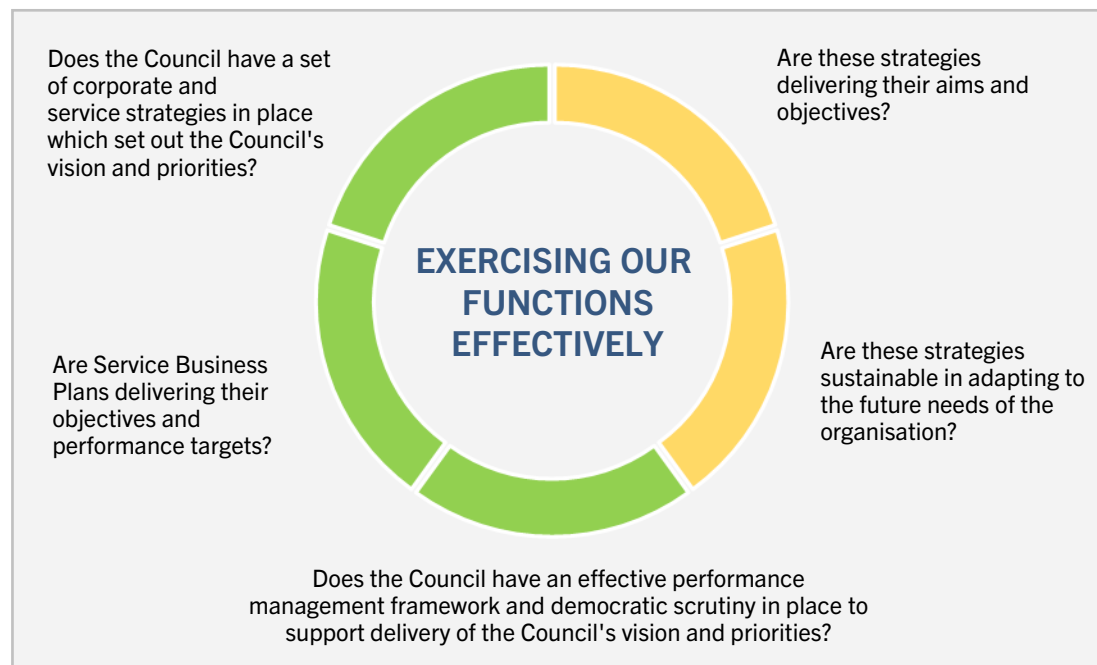 Does the Council have a set
of corporate and
service strategies in place
which set out the Council's
vision and priorities?
Are these strategies
delivering their aims and
objectives?
EXERCISING OUR
FUNCTIONS
EFFECTIVELY
Are Service Business
Plans delivering their
objectives and
performance targets?
Are these strategies
sustainable in adapting to
the future needs of the
organisation?
Does the Council have an effective performance
management framework and democratic scrutiny in place to
support delivery of the Council's vision and priorities?